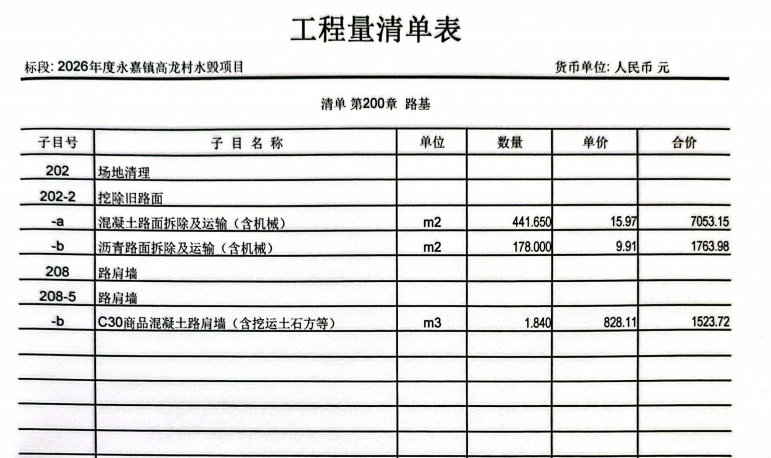 工程量清单表
标段: 2026年度永嘉镇高龙村水毁项目 货币单位: 人民币 元
清单 第200章 路基
子目号 子 目 名 称 单位 数量 单价 合价
202 场地清理
202-2 挖除旧路面
-a 混凝土路面拆除及运输（含机械） m2 441.650 15.97 7053.15
-b 沥青路面拆除及运输（含机械） m2 178.000 9.91 1763.98
208 路肩墙
208-5 路肩墙
-b C30商品混凝土路肩墙（含挖运土石方等） m3 1.840 828.11 1523.72